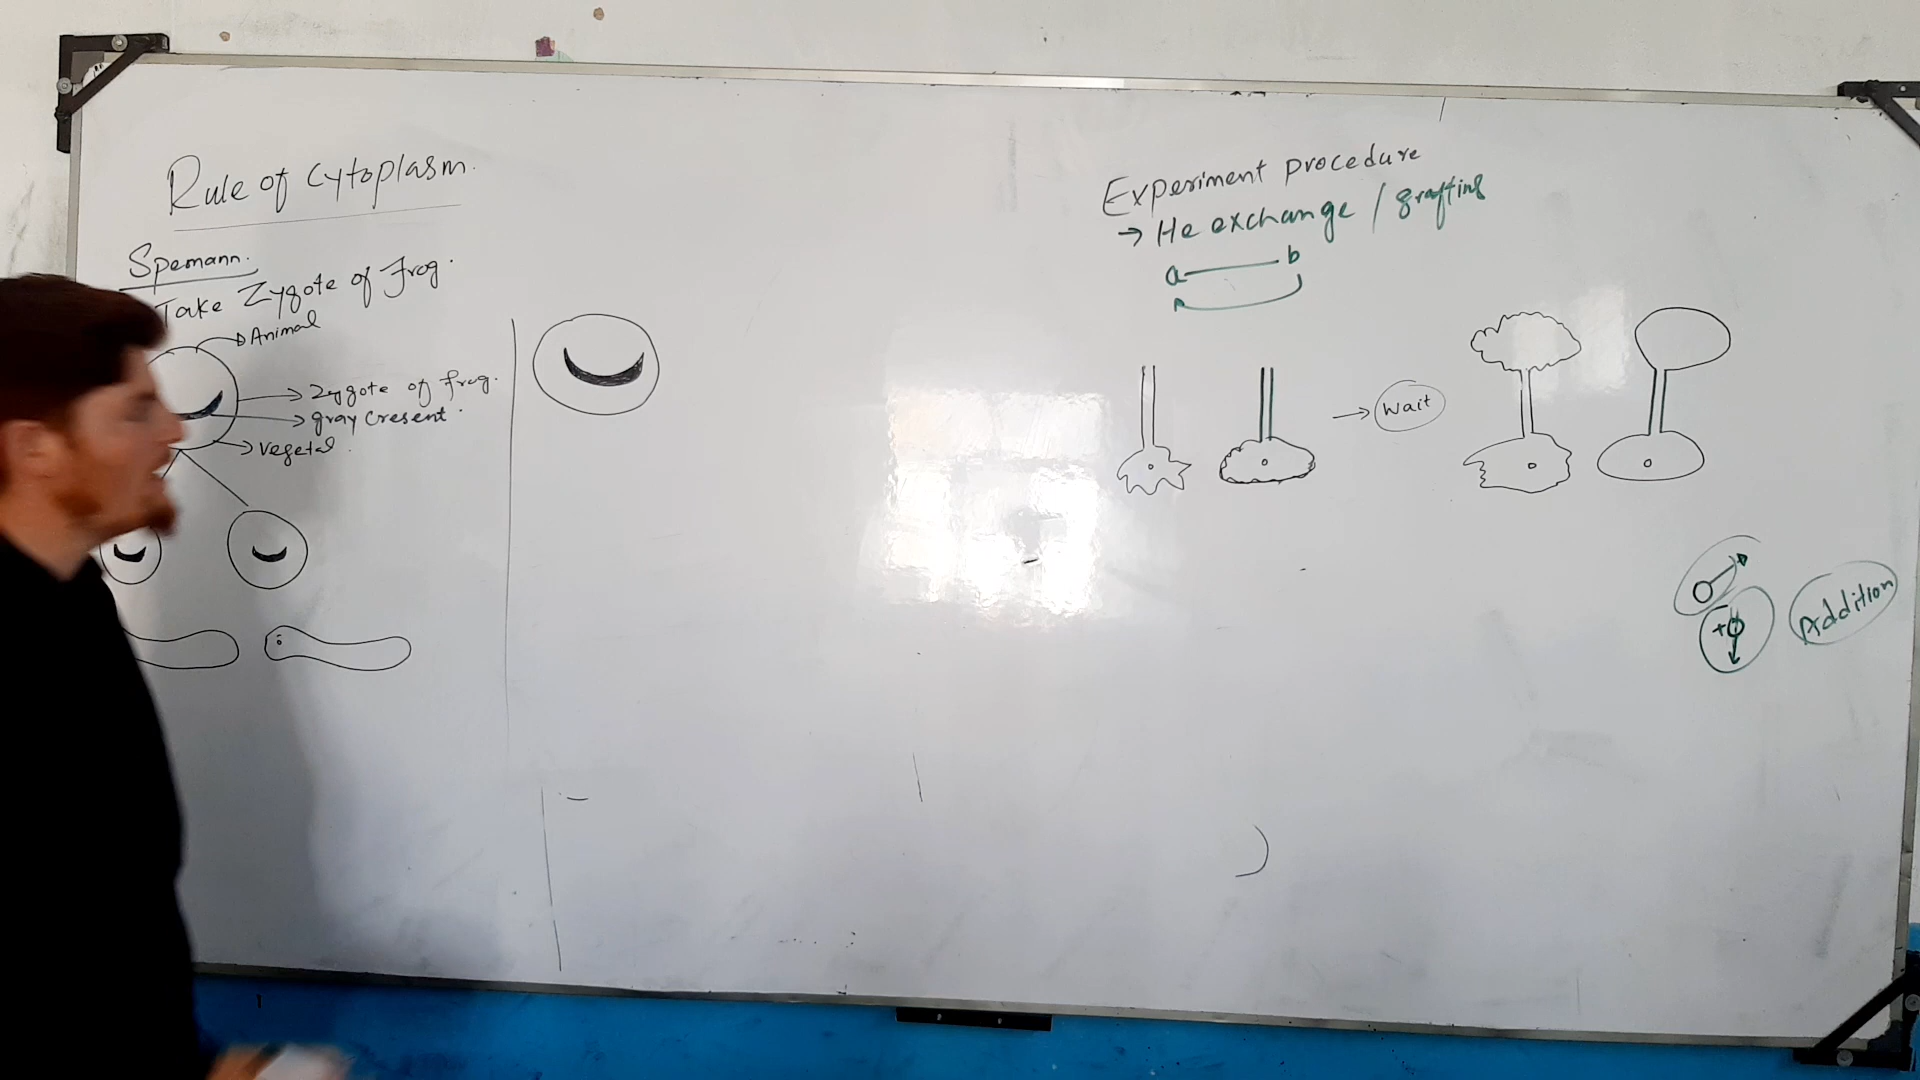 Rule of cytoplasm.
Spemann.
Take Zygote of frog.
Animal
Zygote of frog.
gray cresent.
Vegetal.
Experiment procedure
→ He exchange / grafting
a b
Wait
Addition